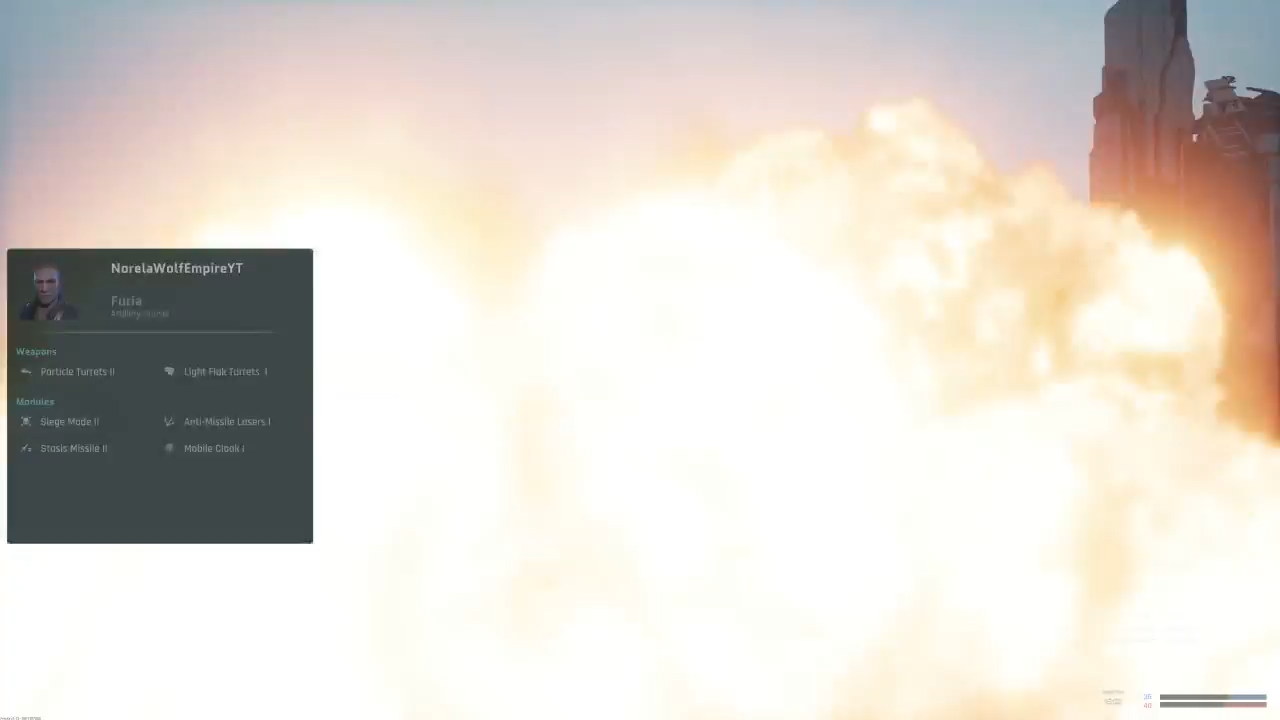 NorelaWolfEmpireYT
Furia
Weapons
Particle Turrets II
Light Flak Turrets I
Modules
Siege Mode II
Anti-Missile Lasers I
Stasis Missile II
Mobile Cloak I
40